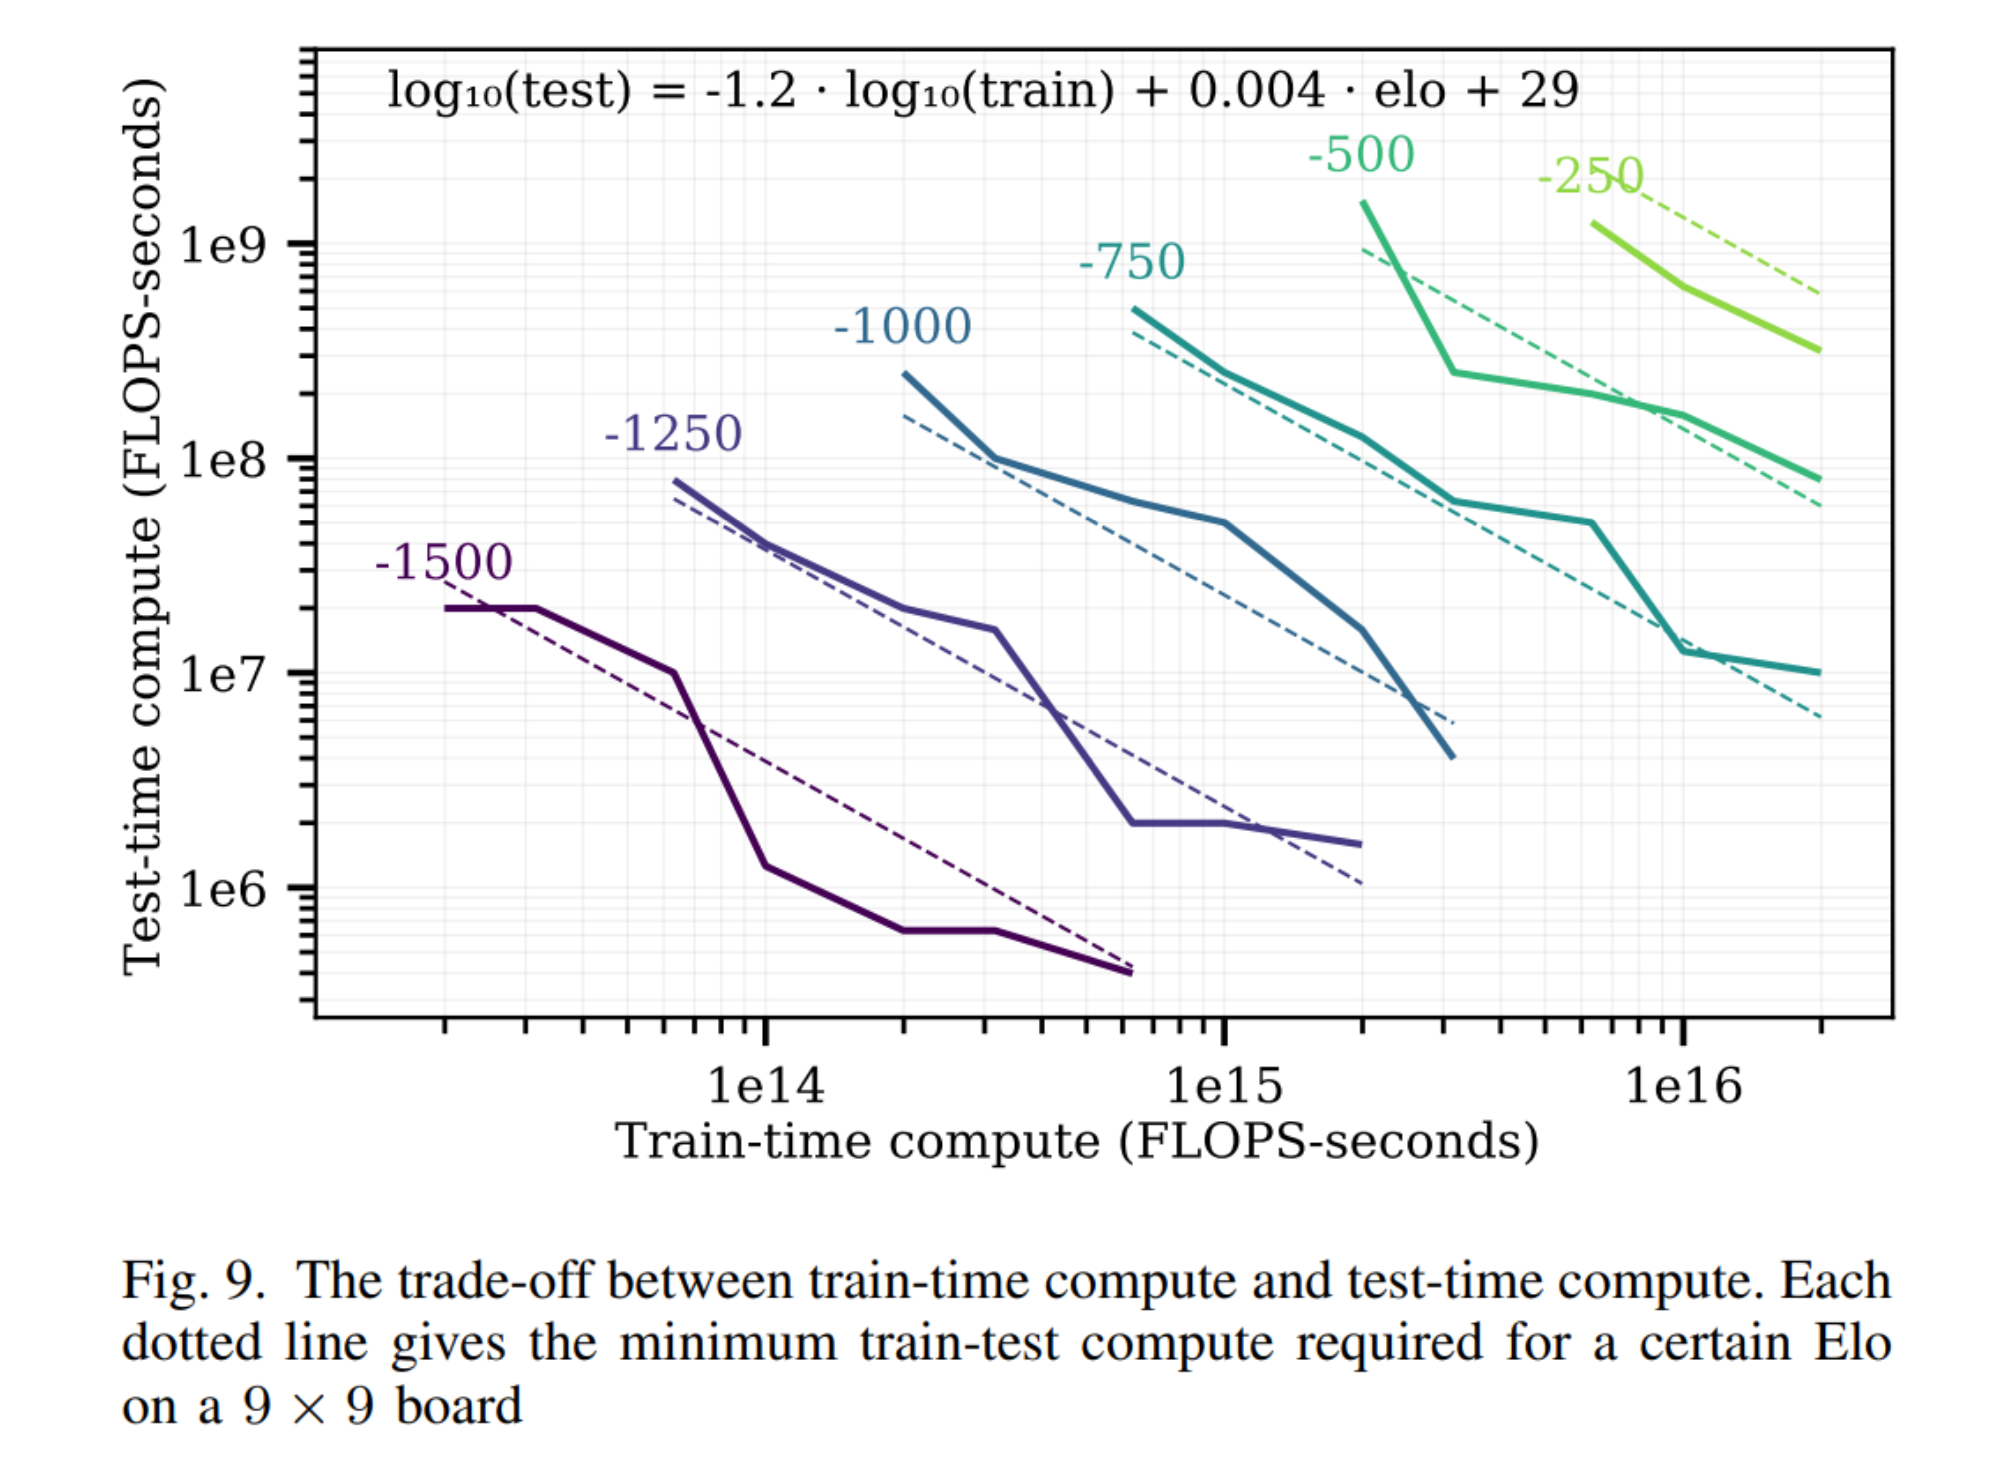 log₁₀(test) = -1.2 · log₁₀(train) + 0.004 · elo + 29
-500
-250
-750
-1000
-1250
-1500
Test-time compute (FLOPS-seconds)
1e9
1e8
1e7
1e6
1e14
1e15
1e16
Train-time compute (FLOPS-seconds)
Fig. 9. The trade-off between train-time compute and test-time compute. Each
dotted line gives the minimum train-test compute required for a certain Elo
on a 9 × 9 board